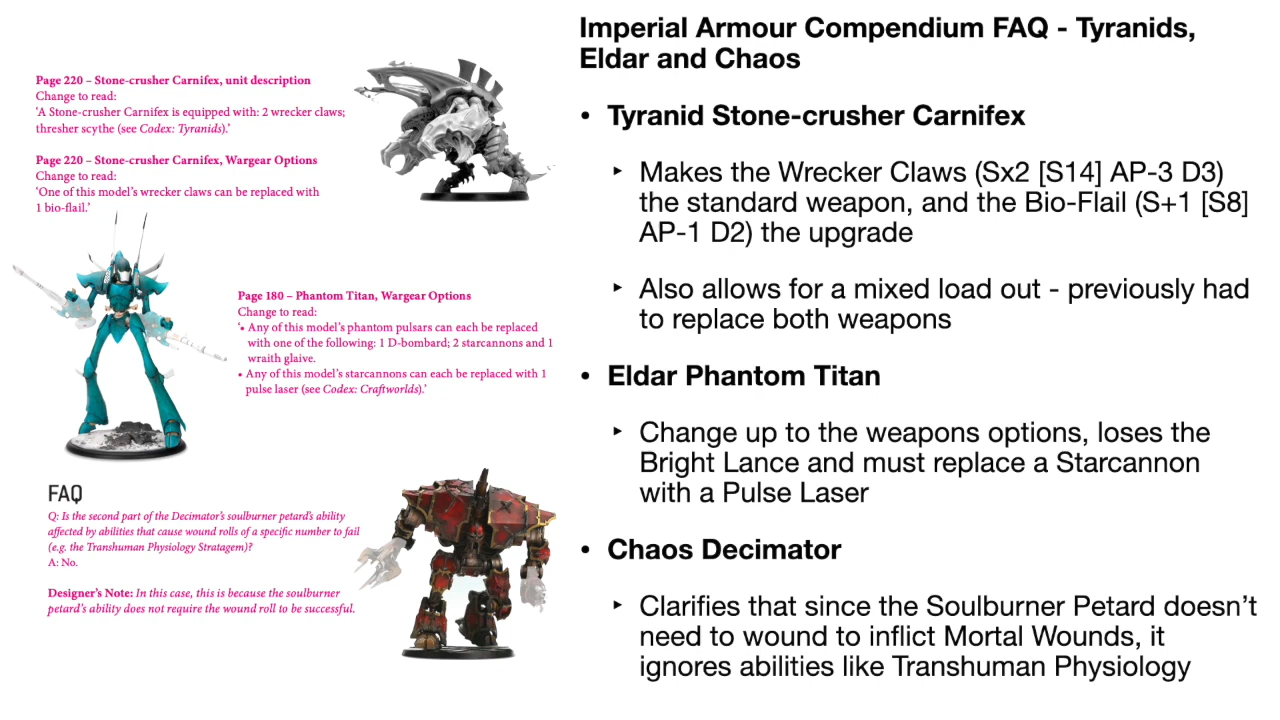 Page 220 – Stone-crusher Carnifex, unit description
Change to read:
‘A Stone-crusher Carnifex is equipped with: 2 wrecker claws;
thresher scythe (see Codex: Tyranids).’
Page 220 – Stone-crusher Carnifex, Wargear Options
Change to read:
‘One of this model’s wrecker claws can be replaced with
1 bio-flail.’
Page 180 – Phantom Titan, Wargear Options
Change to read:
‘• Any of this model’s phantom pulsars can each be replaced
with one of the following: 1 D-bombard; 2 starcannons and 1
wraith glaive.
• Any of this model’s starcannons can each be replaced with 1
pulse laser (see Codex: Craftworlds).’
FAQ
Q: Is the second part of the Decimator’s soulburner petard’s ability
affected by abilities that cause wound rolls of a specific number to fail
(e.g. the Transhuman Physiology Stratagem)?
A: No.
Designer’s Note: In this case, this is because the soulburner
petard’s ability does not require the wound roll to be successful.
Imperial Armour Compendium FAQ - Tyranids,
Eldar and Chaos
• Tyranid Stone-crusher Carnifex
‣ Makes the Wrecker Claws (Sx2 [S14] AP-3 D3)
the standard weapon, and the Bio-Flail (S+1 [S8]
AP-1 D2) the upgrade
‣ Also allows for a mixed load out - previously had
to replace both weapons
• Eldar Phantom Titan
‣ Change up to the weapons options, loses the
Bright Lance and must replace a Starcannon
with a Pulse Laser
• Chaos Decimator
‣ Clarifies that since the Soulburner Petard doesn’t
need to wound to inflict Mortal Wounds, it
ignores abilities like Transhuman Physiology